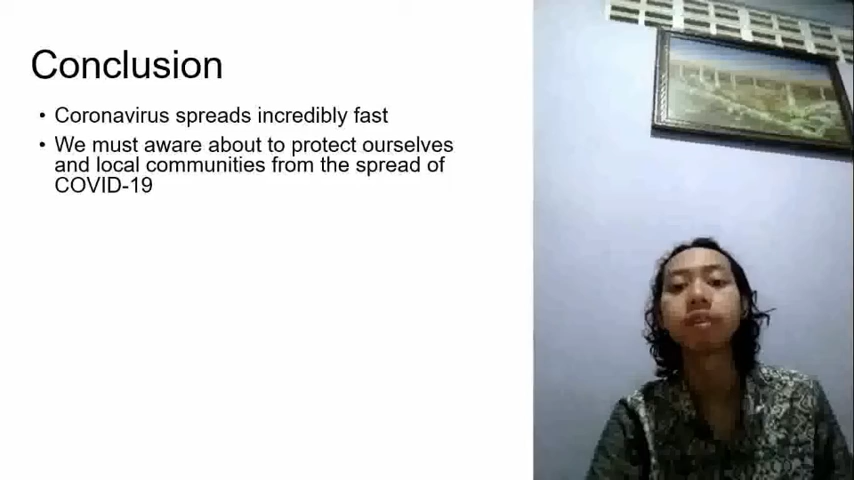 Conclusion
• Coronavirus spreads incredibly fast
• We must aware about to protect ourselves
and local communities from the spread of
COVID-19